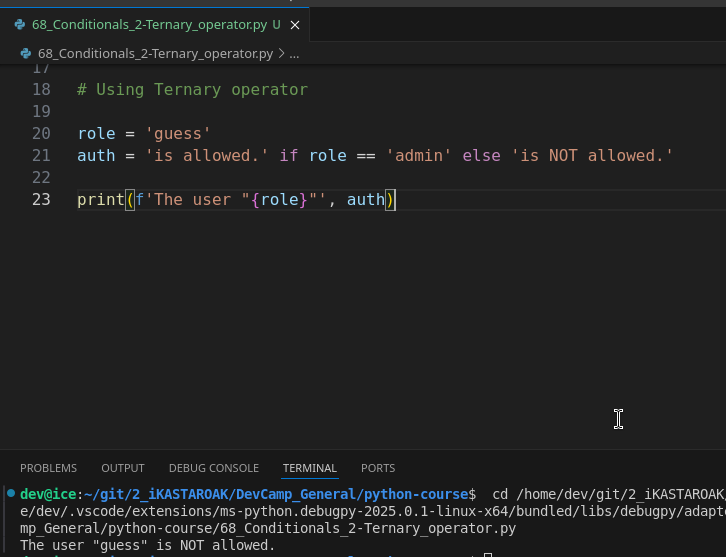 68_Conditionals_2-Ternary_operator.py U
68_Conditionals_2-Ternary_operator.py > ...
17
18 # Using Ternary operator
19
20 role = 'guess'
21 auth = 'is allowed.' if role == 'admin' else 'is NOT allowed.'
22
23 print(f'The user "{role}"', auth)
PROBLEMS OUTPUT DEBUG CONSOLE TERMINAL PORTS
dev@ice:~/git/2_iKASTAROAK/DevCamp_General/python-course$ cd /home/dev/git/2_iKASTAROAK
e/dev/.vscode/extensions/ms-python.debugpy-2025.0.1-linux-x64/bundled/libs/debugpy/adapt
mp_General/python-course/68_Conditionals_2-Ternary_operator.py
The user "guess" is NOT allowed.